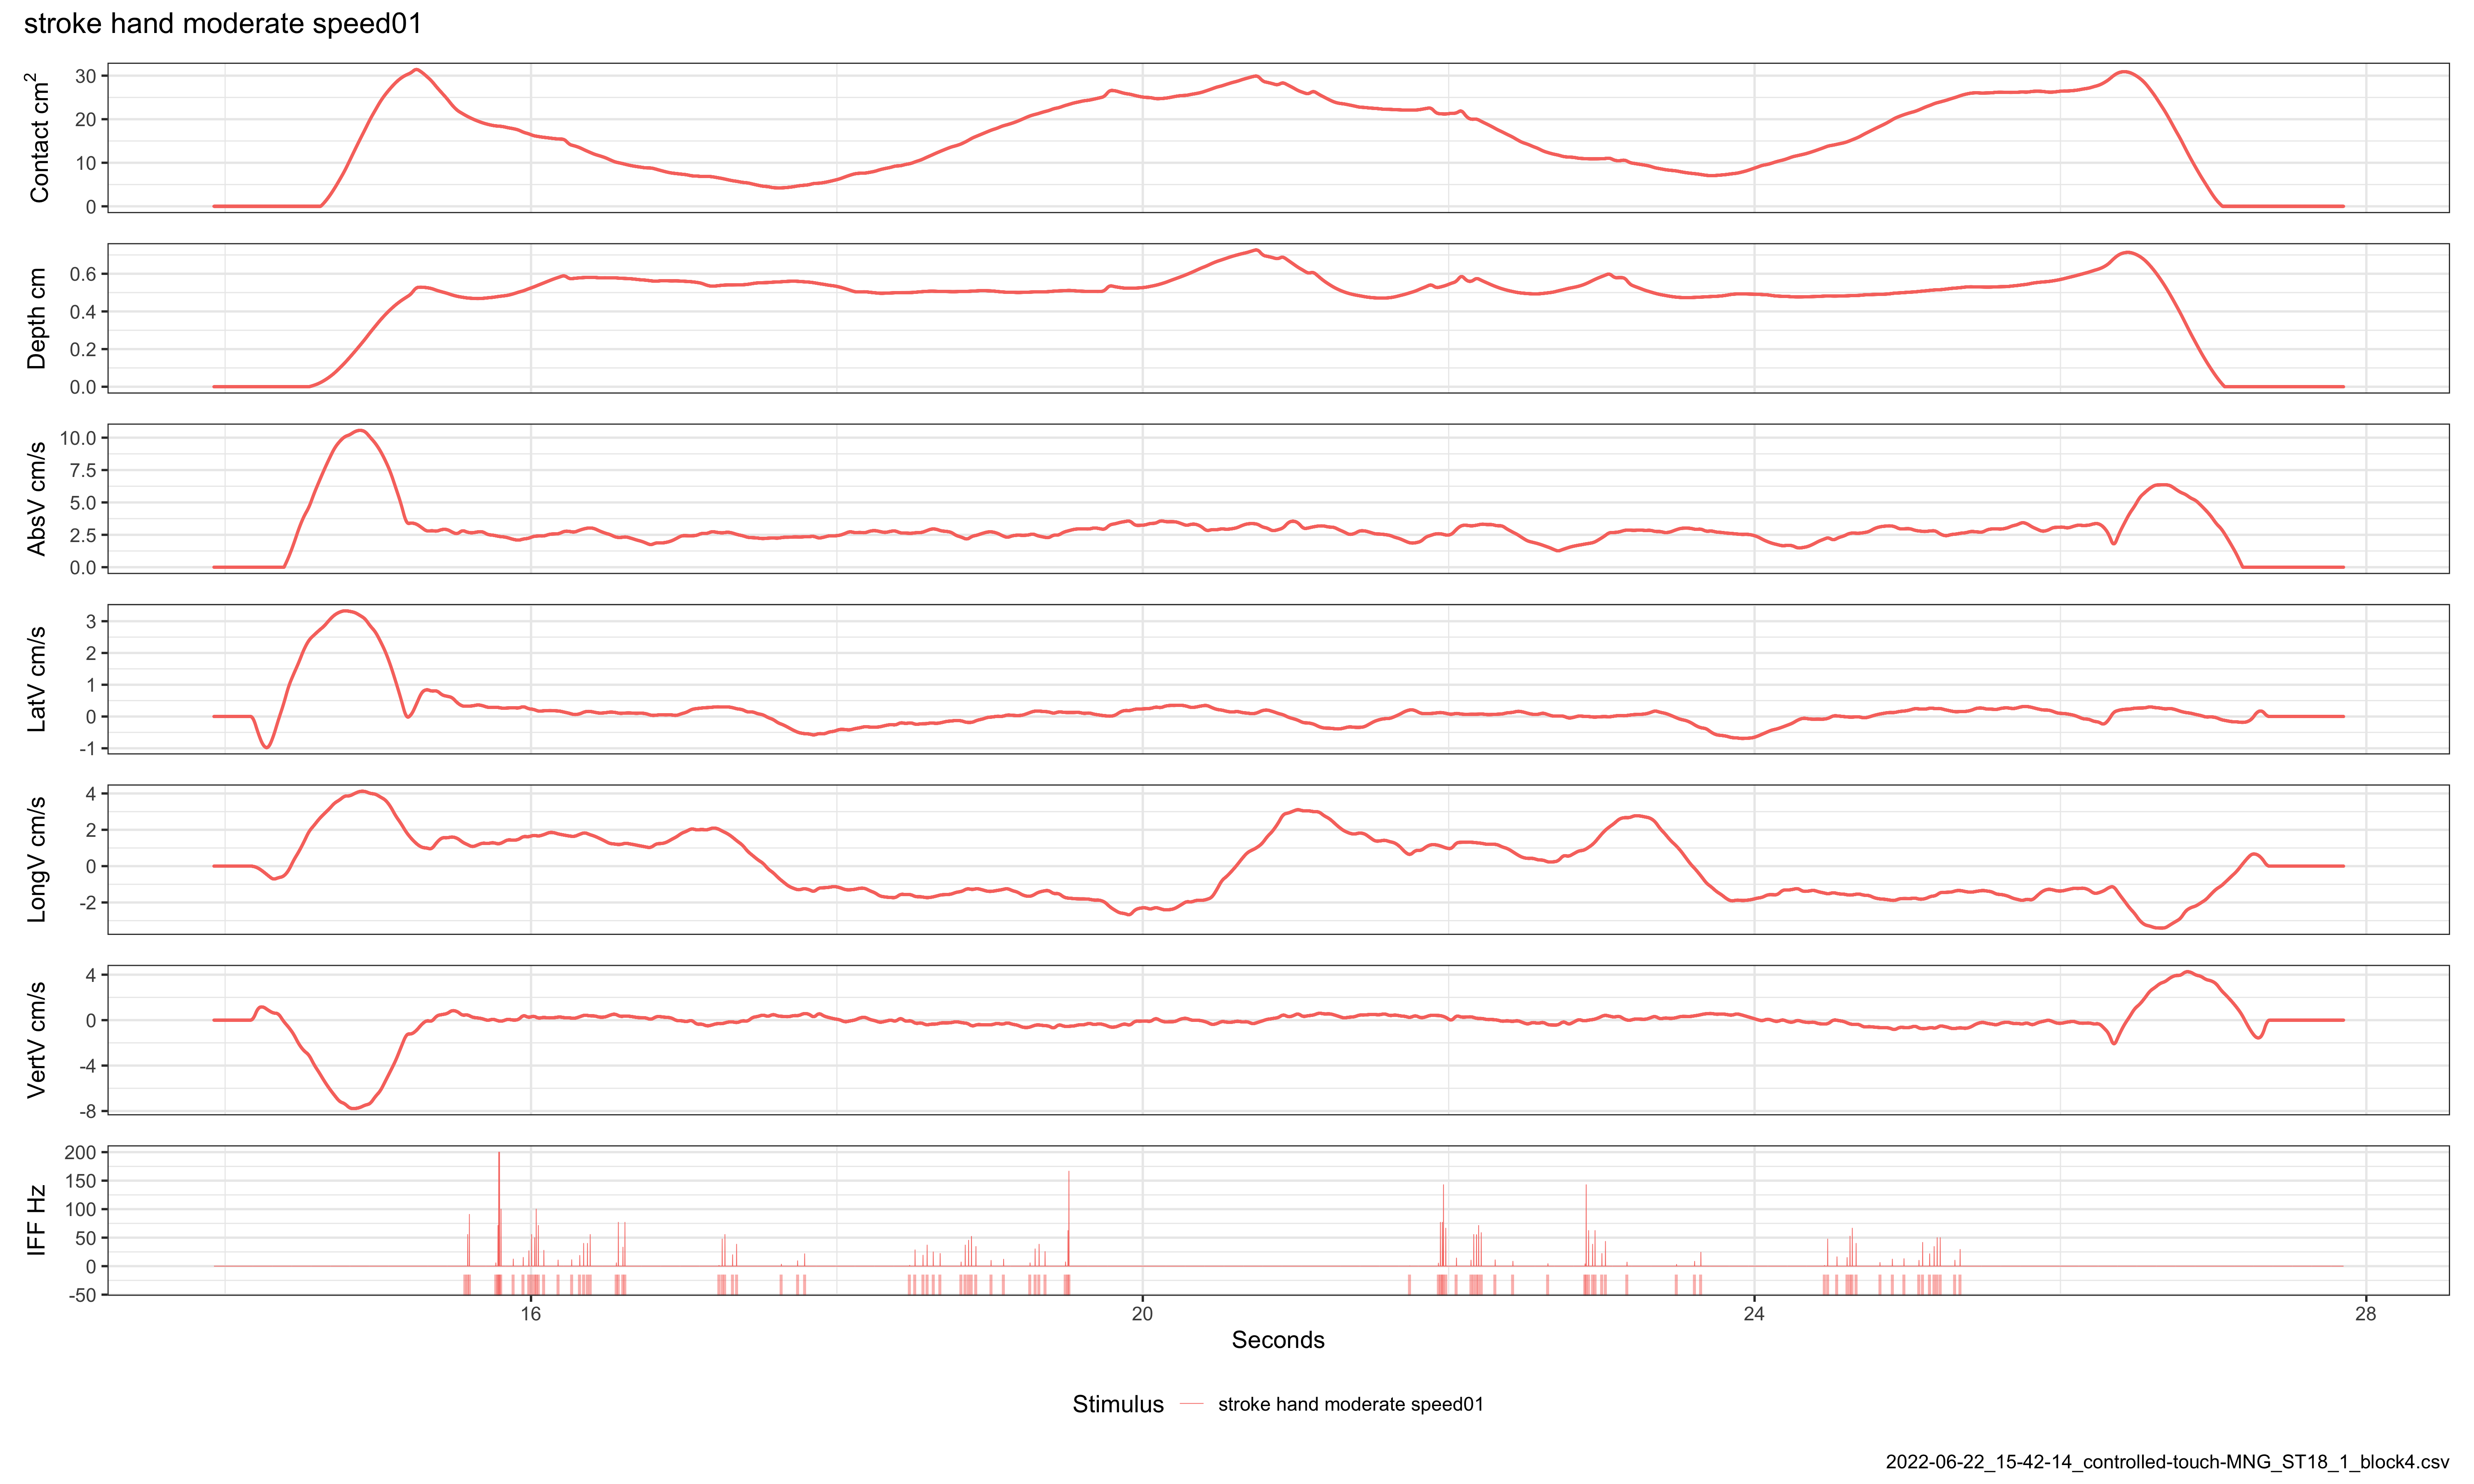 stroke hand moderate speed01
Contact cm²
30
20
10
0
Depth cm
0.6
0.4
0.2
0.0
AbsV cm/s
10.0
7.5
5.0
2.5
0.0
LatV cm/s
3
2
1
0
-1
LongV cm/s
4
2
0
-2
VertV cm/s
4
0
-4
-8
IFF Hz
200
150
100
50
0
-50
16 20 24 28
Seconds
Stimulus stroke hand moderate speed01
2022-06-22_15-42-14_controlled-touch-MNG_ST18_1_block4.csv